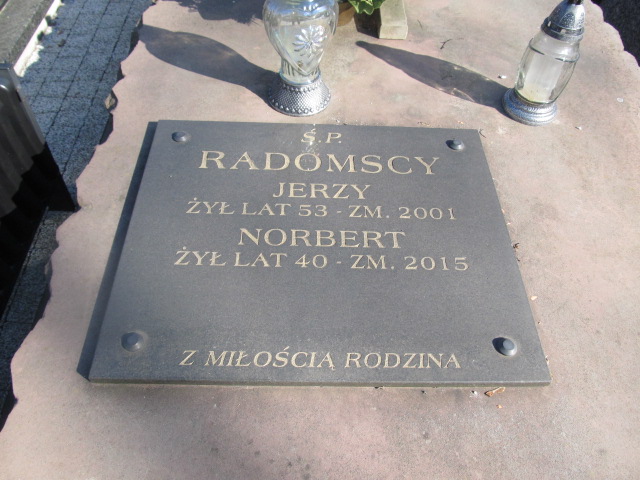 Ś.P.
RADOMSCY
JERZY
ŻYŁ LAT 53 - ZM. 2001
NORBERT
ŻYŁ LAT 40 - ZM. 2015
Z MIŁOŚCIĄ RODZINA